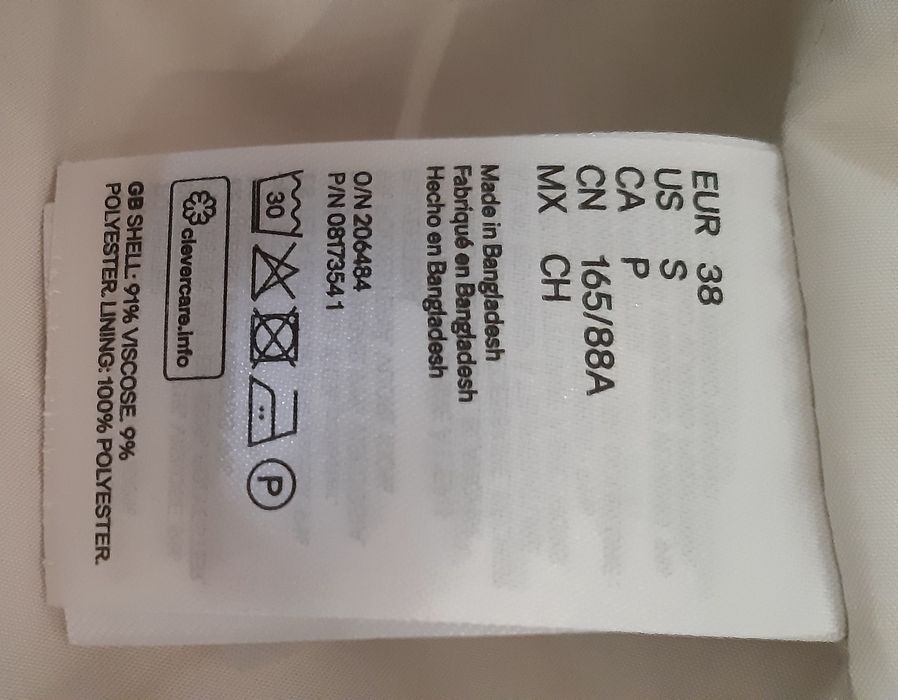 EUR 38
US S
CA P
CN 165/88A
MX CH
Made in Bangladesh
Fabriqué en Bangladesh
Hecho en Bangladesh
O/N 206484
P/N 08173541
30 P
clevercare.info
GB SHELL: 91% VISCOSE. 9%
POLYESTER. LINING: 100% POLYESTER.